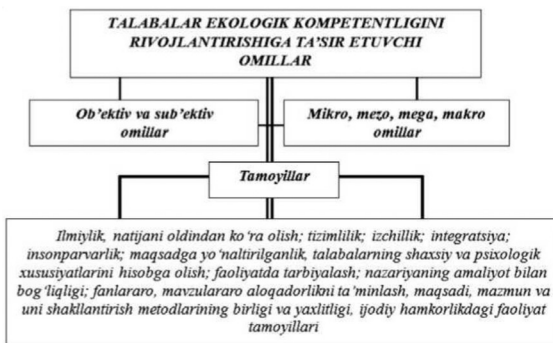 TALABALAR EKOLOGIK KOMPETENTLIGINI
RIVOJLANTIRISHIGA TA'SIR ETUVCHI
OMILLAR
Ob'ektiv va sub'ektiv
omillar
Mikro, mezo, mega, makro
omillar
Tamoyillar
Ilmiylik, natijani oldindan ko'ra olish; tizimlilik; izchillik; integratsiya;
insonparvarlik; maqsadga yo'naltirilganlik, talabalarning shaxsiy va psixologik
xususiyatlarini hisobga olish; faoliyatda tarbiyalash; nazariyaning amaliyot bilan
bog'liqligi; fanlararo, mavzulararo aloqadorlikni ta'minlash, maqsadi, mazmun va
uni shakllantirish metodlarining birligi va yaxlitligi, ijodiy hamkorlikdagi faoliyat
tamoyillari